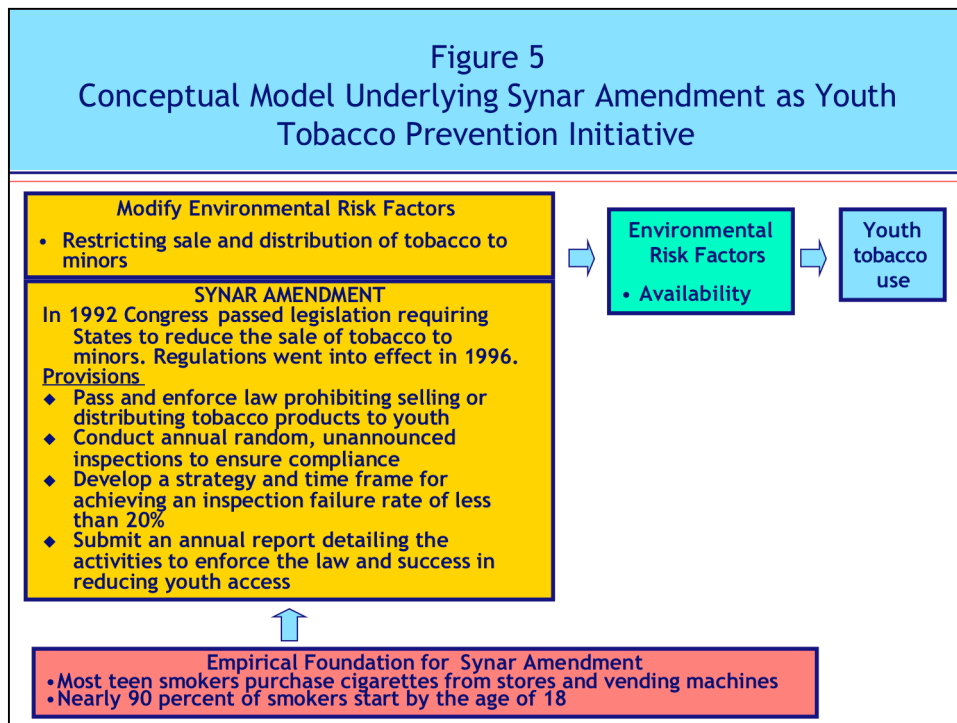 Figure 5
Conceptual Model Underlying Synar Amendment as Youth
Tobacco Prevention Initiative
Modify Environmental Risk Factors
• Restricting sale and distribution of tobacco to
minors
SYNAR AMENDMENT
In 1992 Congress passed legislation requiring
States to reduce the sale of tobacco to
minors. Regulations went into effect in 1996.
Provisions
◆ Pass and enforce law prohibiting selling or
distributing tobacco products to youth
◆ Conduct annual random, unannounced
inspections to ensure compliance
◆ Develop a strategy and time frame for
achieving an inspection failure rate of less
than 20%
◆ Submit an annual report detailing the
activities to enforce the law and success in
reducing youth access
Environmental
Risk Factors
• Availability
Youth
tobacco
use
Empirical Foundation for Synar Amendment
•Most teen smokers purchase cigarettes from stores and vending machines
•Nearly 90 percent of smokers start by the age of 18